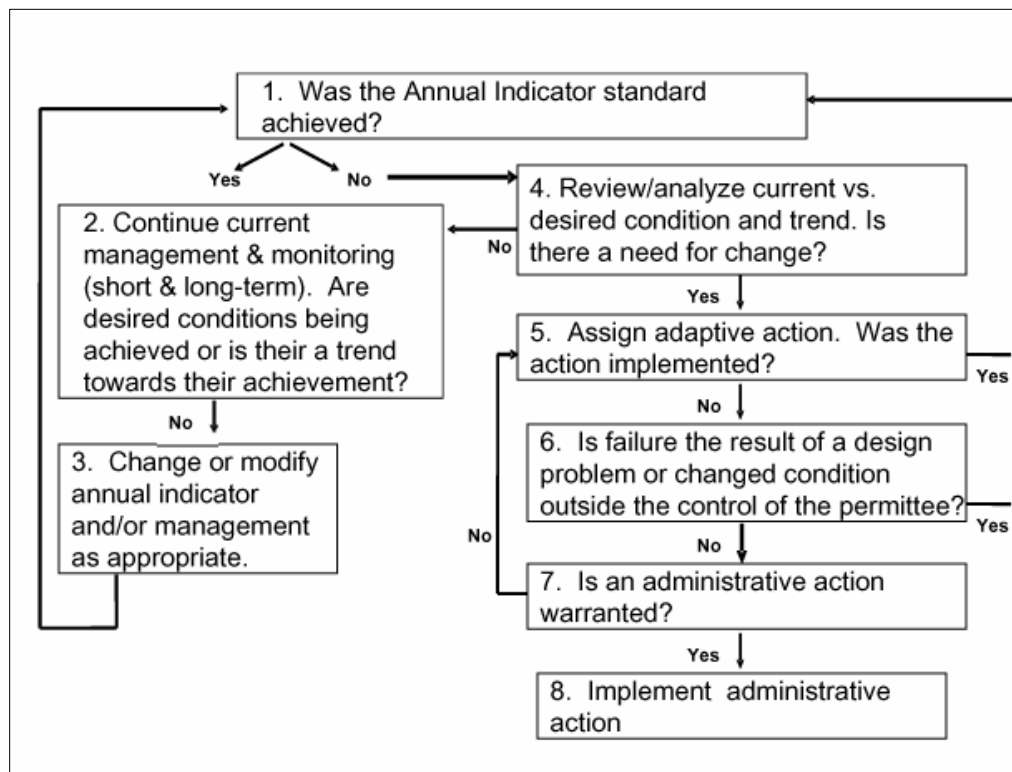 1. Was the Annual Indicator standard
achieved?
Yes
No
2. Continue current
management & monitoring
(short & long-term). Are
desired conditions being
achieved or is their a trend
towards their achievement?
No
3. Change or modify
annual indicator
and/or management
as appropriate.
4. Review/analyze current vs.
desired condition and trend. Is
there a need for change?
No
Yes
5. Assign adaptive action. Was the
action implemented?
Yes
No
6. Is failure the result of a design
problem or changed condition
outside the control of the permittee?
Yes
No
7. Is an administrative action
warranted?
No
Yes
8. Implement administrative
action